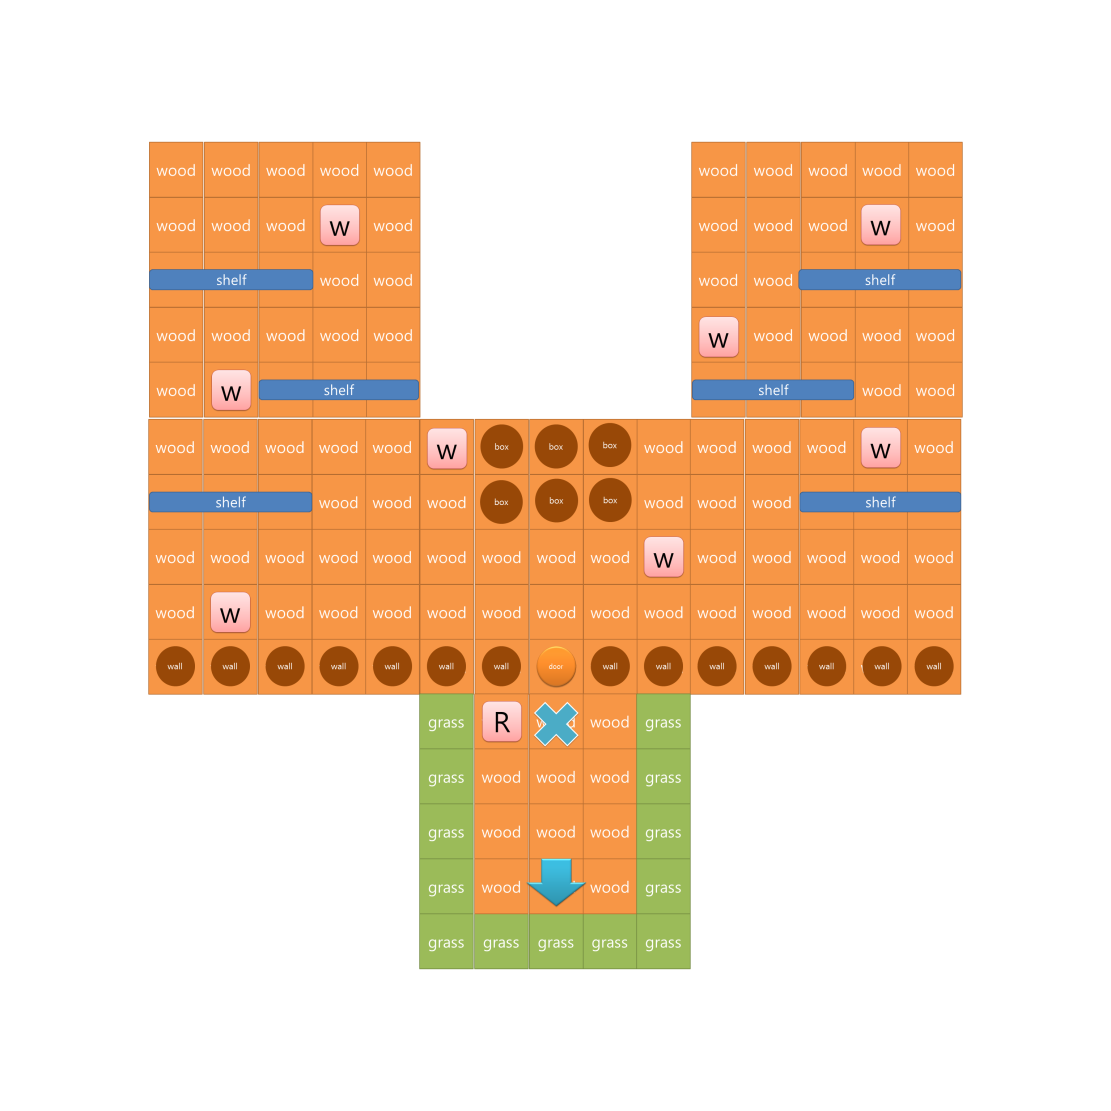 wood wood wood wood wood wood wood wood wood wood
wood wood wood W wood wood wood wood W wood
shelf wood wood wood wood shelf
wood wood wood wood wood W wood wood wood wood
wood W shelf shelf wood wood
wood wood wood wood wood W box box box wood wood wood wood W wood
shelf wood wood wood box box box wood wood wood shelf
wood wood wood wood wood wood wood wood wood W wood wood wood wood wood
wood W wood wood wood wood wood wood wood wood wood wood wood wood wood
wall wall wall wall wall wall wall door wall wall wall wall wall wall wall
grass R wood grass
grass wood wood wood grass
grass wood wood wood grass
grass wood wood grass
grass grass grass grass grass